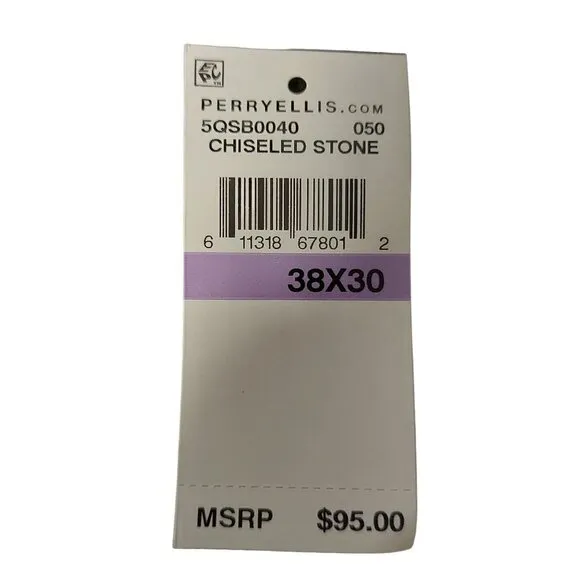 PERRYELLIS.COM
5QSB0040 050
CHISELED STONE
6 11318 67801 2
38X30
MSRP $95.00